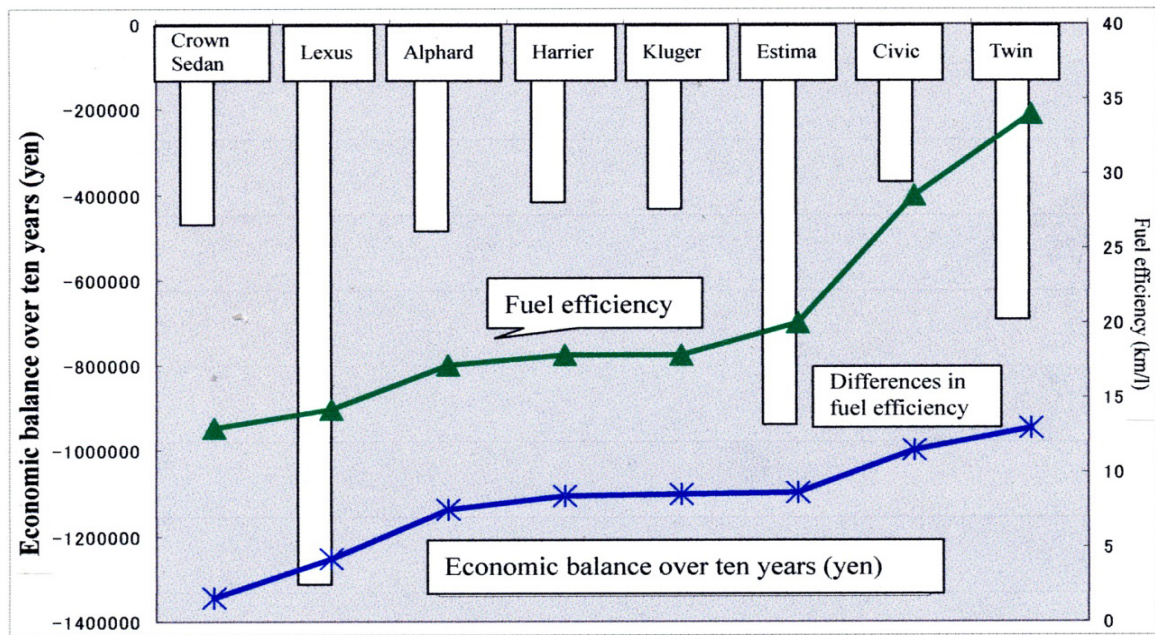 Economic balance over ten years (yen)
0
-200000
-400000
-600000
-800000
-1000000
-1200000
-1400000
Crown
Sedan
Lexus
Alphard
Harrier
Kluger
Estima
Civic
Twin
Fuel efficiency
Differences in
fuel efficiency
Economic balance over ten years (yen)
40
35
30
25
20
15
10
5
0
Fuel efficiency (km/l)